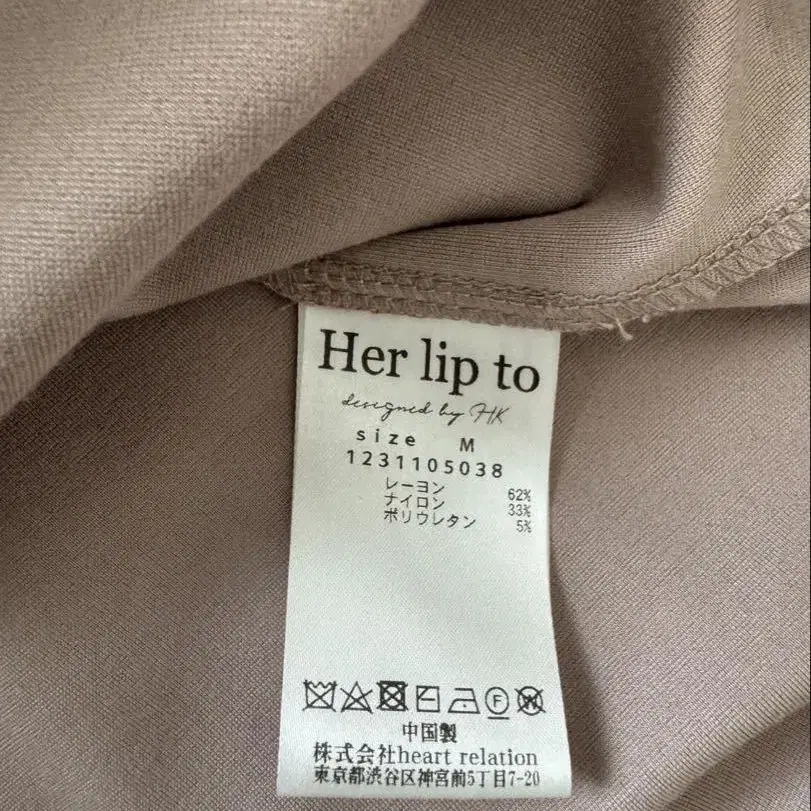 Her lip to
designed by HK
size M
1231105038
レーヨン 62%
ナイロン 33%
ポリウレタン 5%
中国製
株式会社heart relation
東京都渋谷区神宮前5丁目7-20